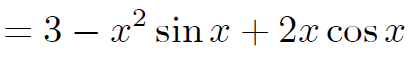 = 3 − x² sin x + 2x cos x